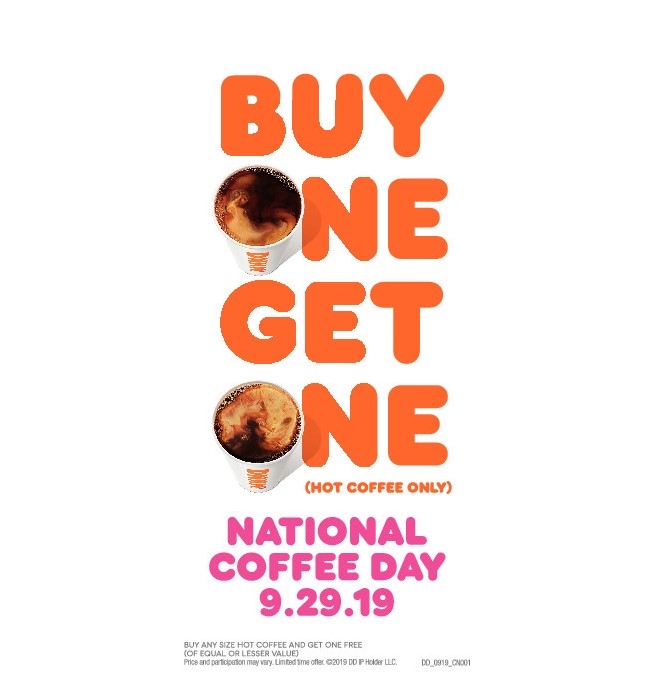 BUY
ONE
GET
ONE
(HOT COFFEE ONLY)
NATIONAL
COFFEE DAY
9.29.19
BUY ANY SIZE HOT COFFEE AND GET ONE FREE
(OF EQUAL OR LESSER VALUE)
Price and participation may vary. Limited time offer. ©2019 DD IP Holder LLC. DD_0919_CN001